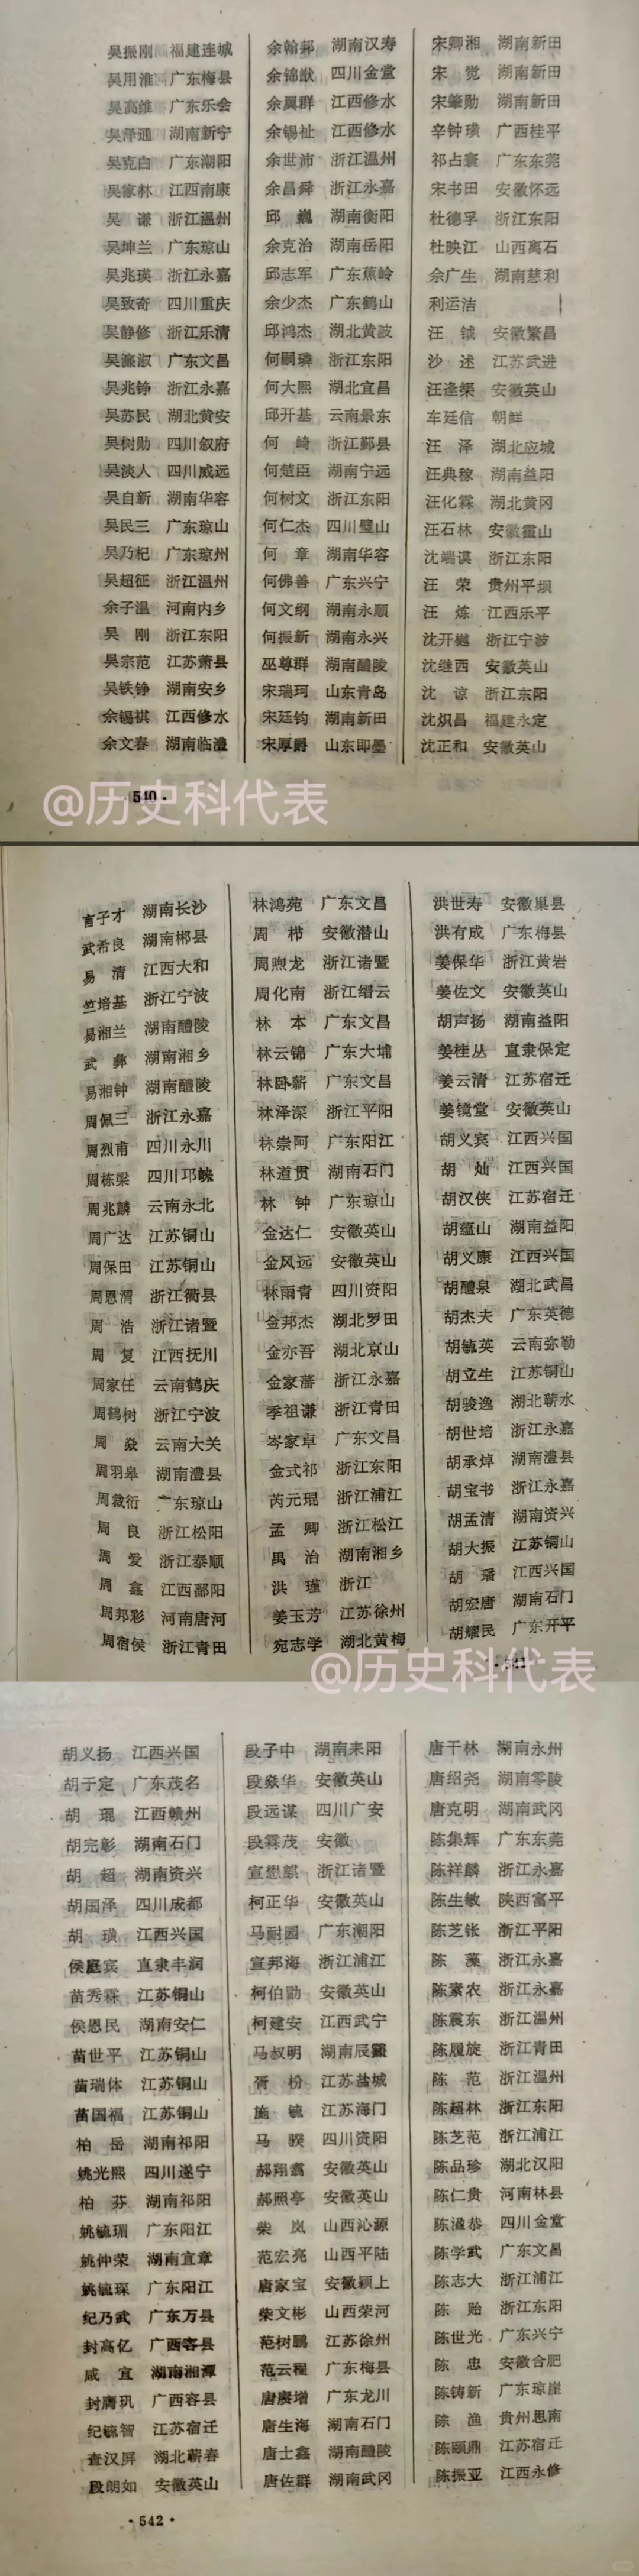 吴振刚 福建连城
吴用淮 广东梅县
吴高维 广东乐会
吴泽通 湖南新宁
吴克白 广东潮阳
吴家林 江西南康
吴 谦 浙江温州
吴坤兰 广东琼山
吴兆瑛 浙江永嘉
吴致奇 四川重庆
吴静修 浙江乐清
吴濂淑 广东文昌
吴兆铮 浙江永嘉
吴苏民 湖北黄安
吴树勋 四川叙府
吴淡人 四川威远
吴自新 湖南华容
吴民三 广东琼山
吴乃杞 广东琼州
吴超征 浙江温州
余子温 河南内乡
吴 刚 浙江东阳
吴宗范 江苏萧县
吴铁铮 湖南安乡
余锡祺 江西修水
余文春 湖南临澧
余翰邦 湖南汉寿
余锦猷 四川金堂
余翼群 江西修水
余锡祉 江西修水
余世沛 浙江温州
余昌舜 浙江永嘉
邱 巍 湖南衡阳
余克治 湖南岳阳
邱志军 广东蕉岭
余少杰 广东鹤山
邱鸿杰 湖北黄陂
何嗣璘 浙江东阳
何大熙 湖北宜昌
邱开基 云南景东
何 崎 浙江鄞县
何楚臣 湖南宁远
何树文 浙江东阳
何仁杰 四川璧山
何 章 湖南华容
何佛善 广东兴宁
何文纲 湖南永顺
何振新 湖南永兴
巫尊群 湖南醴陵
宋瑞珂 山东青岛
宋廷钧 湖南新田
宋厚爵 山东即墨
宋卿湘 湖南新田
宋 觉 湖南新田
宋肇勋 湖南新田
辛钟璜 广西桂平
祁占寰 广东东莞
宋书田 安徽怀远
杜德孚 浙江东阳
杜映江 山西离石
余广生 湖南慈利
利运洁
汪 钺 安徽繁昌
沙 述 江苏武进
汪逢榘 安徽英山
车廷信 朝鲜
汪 泽 湖北应城
汪典稼 湖南益阳
汪化霖 湖北黄冈
汪石林 安徽霍山
沈端谟 浙江东阳
汪 荣 贵州平坝
汪 炼 江西乐平
沈开樾 浙江宁波
沈继西 安徽英山
沈 谅 浙江东阳
沈炽昌 福建永定
沈正和 安徽英山
·540·
@历史科代表
言子才 湖南长沙
武希良 湖南郴县
易 清 江西大和
竺培基 浙江宁波
易湘兰 湖南醴陵
武 彝 湖南湘乡
易湘钟 湖南醴陵
周佩三 浙江永嘉
周烈甫 四川永川
周栋梁 四川邛崃
周兆麟 云南永北
周广达 江苏铜山
周保田 江苏铜山
周恩渭 浙江衢县
周 浩 浙江诸暨
周 复 江西抚川
周家任 云南鹤庆
周鹤树 浙江宁波
周 焱 云南大关
周羽皋 湖南澧县
周裁衍 广东琼山
周 良 浙江松阳
周 爱 浙江泰顺
周 鑫 江西鄱阳
周邦彩 河南唐河
周宿侯 浙江青田
林鸿苑 广东文昌
周 栉 安徽潜山
周煦龙 浙江诸暨
周化南 浙江缙云
林 本 广东文昌
林云锦 广东大埔
林卧薪 广东文昌
林泽深 浙江平阳
林崇阿 广东阳江
林道贯 湖南石门
林 钟 广东琼山
金达仁 安徽英山
金风远 安徽英山
林雨青 四川资阳
金邦杰 湖北罗田
金亦吾 湖北京山
金家藩 浙江永嘉
季祖谦 浙江青田
岑家卓 广东文昌
金式祁 浙江东阳
芮元琨 浙江浦江
孟 卿 浙江松江
禺 治 湖南湘乡
洪 瑾 浙江
姜玉芳 江苏徐州
宛志学 湖北黄梅
洪世寿 安徽巢县
洪有成 广东梅县
姜保华 浙江黄岩
姜佐文 安徽英山
胡声扬 湖南益阳
姜桂丛 直隶保定
姜云清 江苏宿迁
姜镜堂 安徽英山
胡义宾 江西兴国
胡 灿 江西兴国
胡汉侠 江苏宿迁
胡蕴山 湖南益阳
胡义康 江西兴国
胡醴泉 湖北武昌
胡杰夫 广东英德
胡毓英 云南弥勒
胡立生 江苏铜山
胡骏逸 湖北蕲水
胡世培 浙江永嘉
胡承焯 湖南澧县
胡宝书 浙江永嘉
胡孟清 湖南资兴
胡大振 江苏铜山
胡 璠 江西兴国
胡宏唐 湖南石门
胡耀民 广东开平
@历史科代表
胡义扬 江西兴国
胡于定 广东茂名
胡 琨 江西赣州
胡完彰 湖南石门
胡 超 湖南资兴
胡国泽 四川成都
胡 璜 江西兴国
侯庭宾 直隶丰润
苗秀霖 江苏铜山
侯恩民 湖南安仁
苗世平 江苏铜山
苗瑞体 江苏铜山
苗国福 江苏铜山
柏 岳 湖南祁阳
姚光熙 四川遂宁
柏 芬 湖南祁阳
姚毓珊 广东阳江
姚仲荣 湖南宜章
姚毓琛 广东阳江
纪乃武 广东万县
封高亿 广西容县
咸 宜 湖南湘潭
封膺玑 广西容县
纪毓智 江苏宿迁
查汉屏 湖北蕲春
段朗如 安徽英山
段子中 湖南耒阳
段焱华 安徽英山
段远谋 四川广安
段霖茂 安徽
宣懋麒 浙江诸暨
柯正华 安徽英山
马耐园 广东潮阳
宣邦海 浙江浦江
柯伯勋 安徽英山
柯建安 江西武宁
马叔明 湖南辰谿
胥 枌 江苏盐城
施 毓 江苏海门
马 骙 四川资阳
郝翔翥 安徽英山
郝照亭 安徽英山
柴 岚 山西沁源
范宏亮 山西平陆
唐家宝 安徽颖上
柴文彬 山西荣河
范树鹏 江苏徐州
范云程 广东梅县
唐赓增 广东龙川
唐生海 湖南石门
唐士鑫 湖南醴陵
唐佐群 湖南武冈
唐干林 湖南永州
唐绍尧 湖南零陵
唐克明 湖南武冈
陈集辉 广东东莞
陈祥麟 浙江永嘉
陈生敏 陕西富平
陈芝张 浙江平阳
陈 藻 浙江永嘉
陈素农 浙江永嘉
陈震东 浙江温州
陈履旋 浙江青田
陈 范 浙江温州
陈超林 浙江东阳
陈芝范 浙江浦江
陈品珍 湖北汉阳
陈仁贵 河南林县
陈溋恭 四川金堂
陈学武 广东文昌
陈志大 浙江浦江
陈 贻 浙江东阳
陈世光 广东兴宁
陈 忠 安徽合肥
陈铸新 广东琼崖
陈 渔 贵州思南
陈颐鼎 江苏宿迁
陈振亚 江西永修
·542·